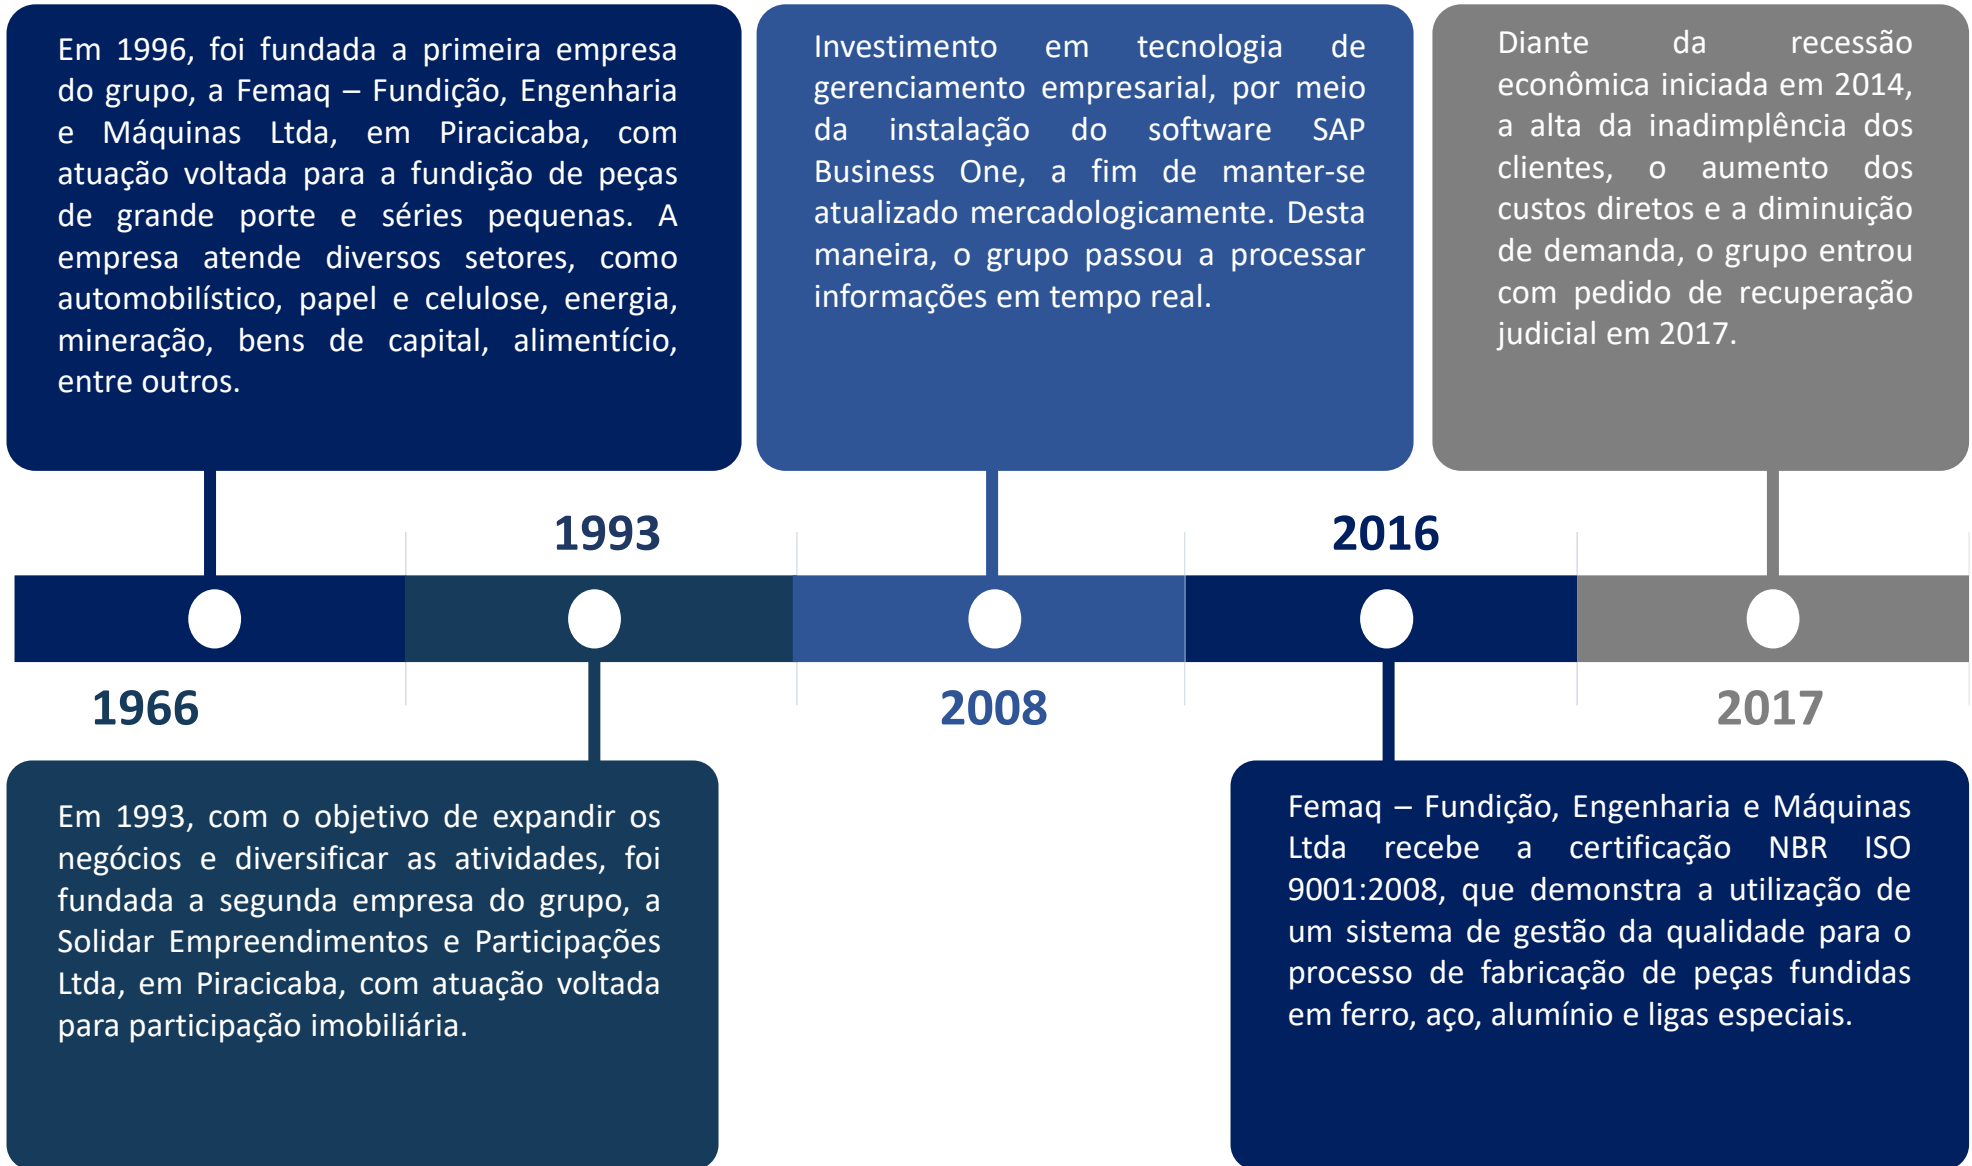 Em 1996, foi fundada a primeira empresa
do grupo, a Femaq – Fundição, Engenharia
e Máquinas Ltda, em Piracicaba, com
atuação voltada para a fundição de peças
de grande porte e séries pequenas. A
empresa atende diversos setores, como
automobilístico, papel e celulose, energia,
mineração, bens de capital, alimentício,
entre outros.
Investimento em tecnologia de
gerenciamento empresarial, por meio
da instalação do software SAP
Business One, a fim de manter-se
atualizado mercadologicamente. Desta
maneira, o grupo passou a processar
informações em tempo real.
Diante da recessão
econômica iniciada em 2014,
a alta da inadimplência dos
clientes, o aumento dos
custos diretos e a diminuição
de demanda, o grupo entrou
com pedido de recuperação
judicial em 2017.
1993
2016
1966
2008
2017
Em 1993, com o objetivo de expandir os
negócios e diversificar as atividades, foi
fundada a segunda empresa do grupo, a
Solidar Empreendimentos e Participações
Ltda, em Piracicaba, com atuação voltada
para participação imobiliária.
Femaq – Fundição, Engenharia e Máquinas
Ltda recebe a certificação NBR ISO
9001:2008, que demonstra a utilização de
um sistema de gestão da qualidade para o
processo de fabricação de peças fundidas
em ferro, aço, alumínio e ligas especiais.